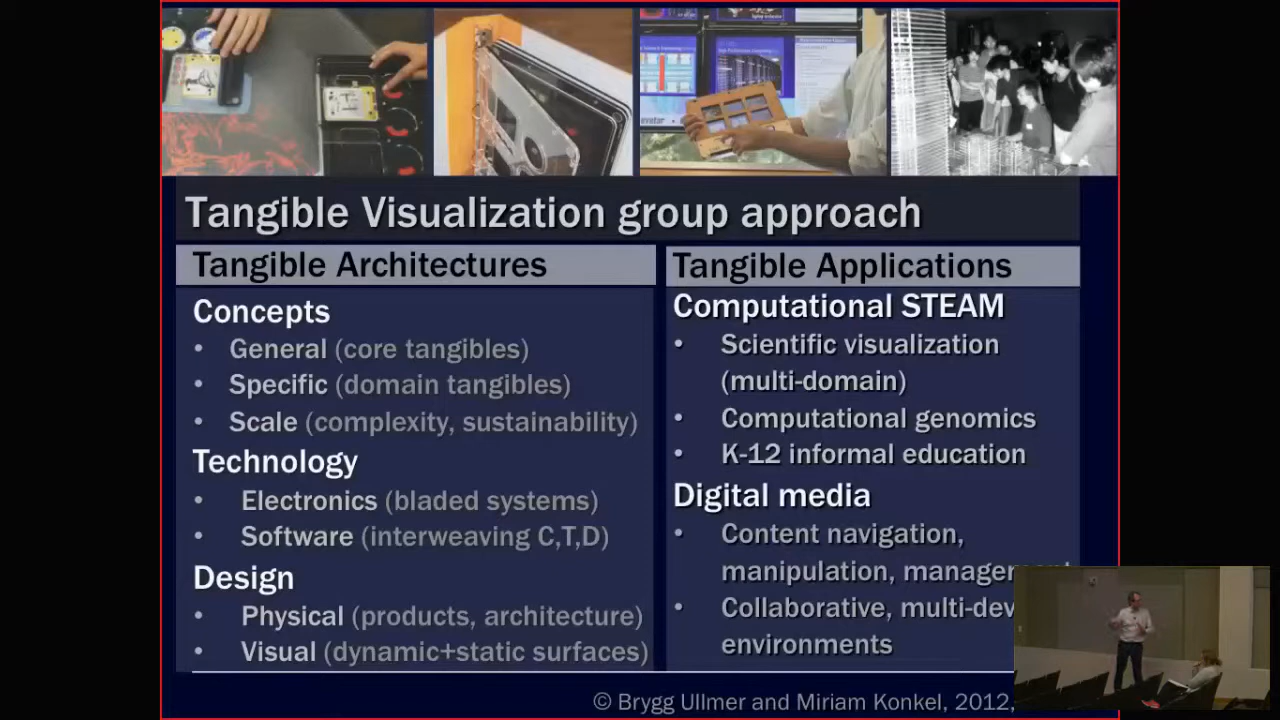 Tangible Visualization group approach
Tangible Architectures
Concepts
• General (core tangibles)
• Specific (domain tangibles)
• Scale (complexity, sustainability)
Technology
• Electronics (bladed systems)
• Software (interweaving C,T,D)
Design
• Physical (products, architecture)
• Visual (dynamic+static surfaces)
Tangible Applications
Computational STEAM
• Scientific visualization
(multi-domain)
• Computational genomics
• K-12 informal education
Digital media
• Content navigation,
manipulation,
• Collaborative,
environments
© Brygg Ullmer and Miriam Konkel, 2012,